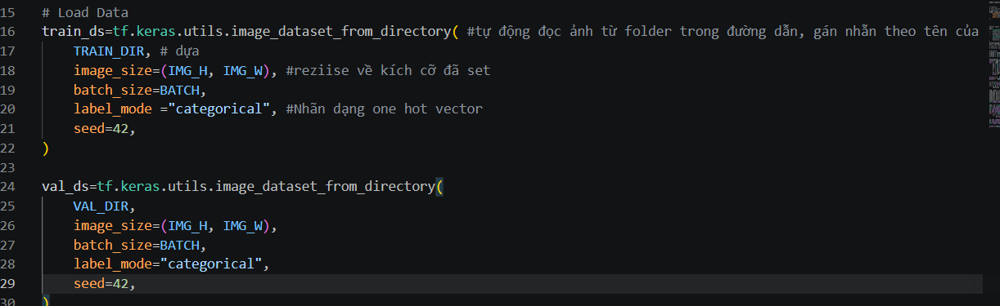 15 # Load Data
16 train_ds=tf.keras.utils.image_dataset_from_directory( #tự động đọc ảnh từ folder trong đường dẫn, gán nhãn theo tên của
17 TRAIN_DIR, # dựa
18 image_size=(IMG_H, IMG_W), #reziise về kích cỡ đã set
19 batch_size=BATCH,
20 label_mode ="categorical", #Nhãn dạng one hot vector
21 seed=42,
22 )
23
24 val_ds=tf.keras.utils.image_dataset_from_directory(
25 VAL_DIR,
26 image_size=(IMG_H, IMG_W),
27 batch_size=BATCH,
28 label_mode="categorical",
29 seed=42,
30 )